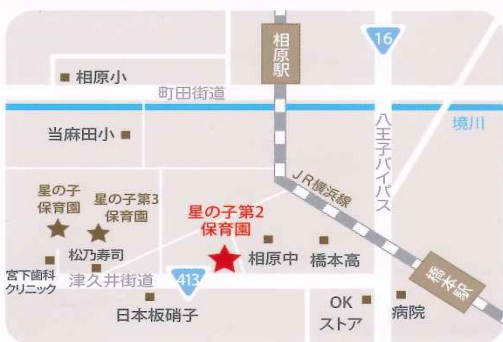 相原駅
16
相原小
町田街道
当麻田小
八王子バイパス
境川
JR横浜線
星の子
保育園
星の子第3
保育園
星の子第2
保育園
松乃寿司
宮下歯科
クリニック
津久井街道
413
相原中
橋本高
橋本駅
日本板硝子
OK
ストア
病院